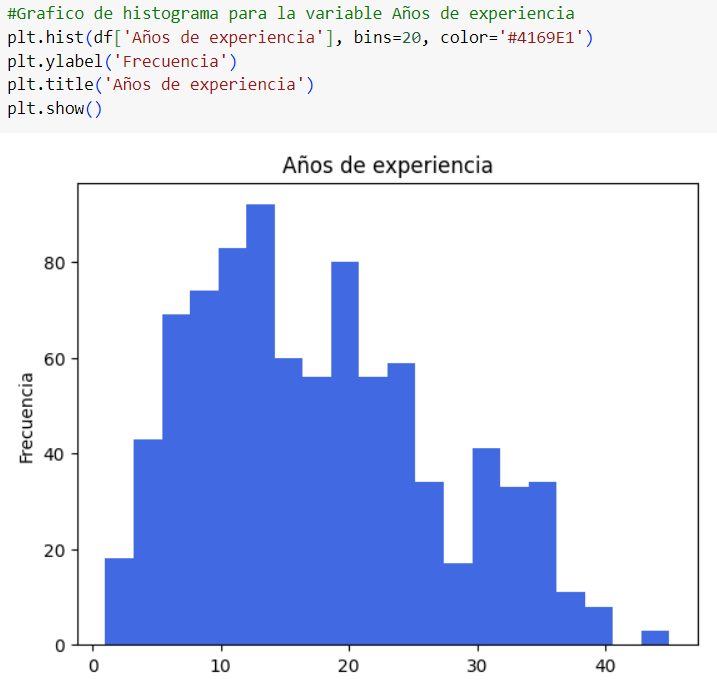 #Grafico de histograma para la variable Años de experiencia
plt.hist(df['Años de experiencia'], bins=20, color='#4169E1')
plt.ylabel('Frecuencia')
plt.title('Años de experiencia')
plt.show()
Años de experiencia
80
60
40
20
0
Frecuencia
0 10 20 30 40